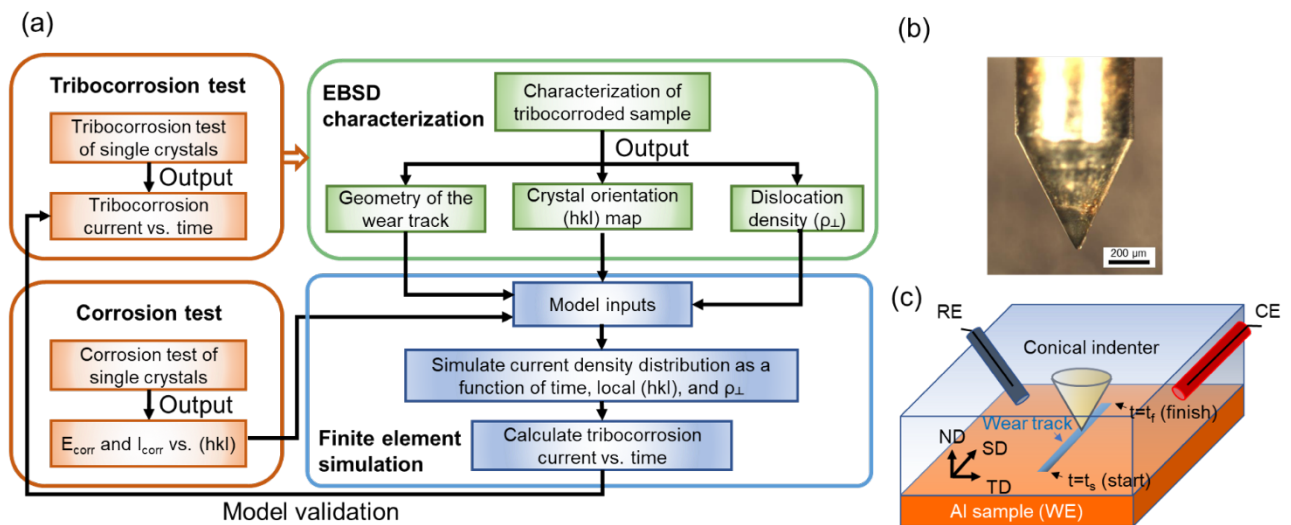 (a)
Tribocorrosion test
Tribocorrosion test
of single crystals
Output
Tribocorrosion
current vs. time
EBSD
characterization
Characterization of
tribocorroded sample
Output
Geometry of the
wear track
Crystal orientation
(hkl) map
Dislocation
density (ρ⊥)
Corrosion test
Corrosion test of
single crystals
Output
E_corr and I_corr vs. (hkl)
Model inputs
Simulate current density distribution as a
function of time, local (hkl), and ρ⊥
Calculate tribocorrosion
current vs. time
Finite element
simulation
Model validation
(b)
200 μm
(c)
RE
CE
Conical indenter
t=t_f (finish)
Wear track
ND
SD
TD
t=t_s (start)
Al sample (WE)